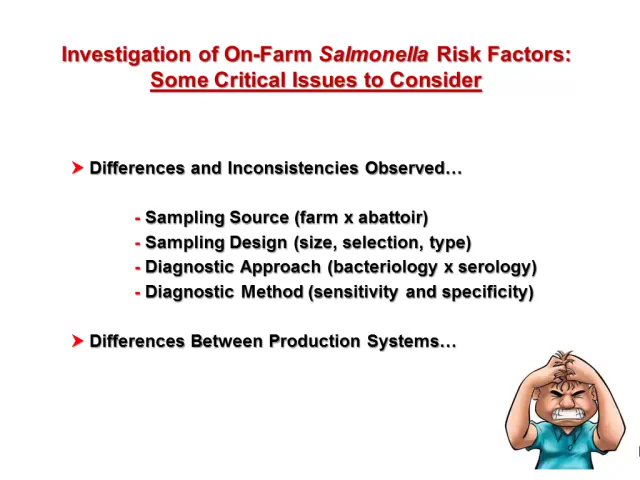 Investigation of On-Farm Salmonella Risk Factors:
Some Critical Issues to Consider
➢ Differences and Inconsistencies Observed…
- Sampling Source (farm x abattoir)
- Sampling Design (size, selection, type)
- Diagnostic Approach (bacteriology x serology)
- Diagnostic Method (sensitivity and specificity)
➢ Differences Between Production Systems…